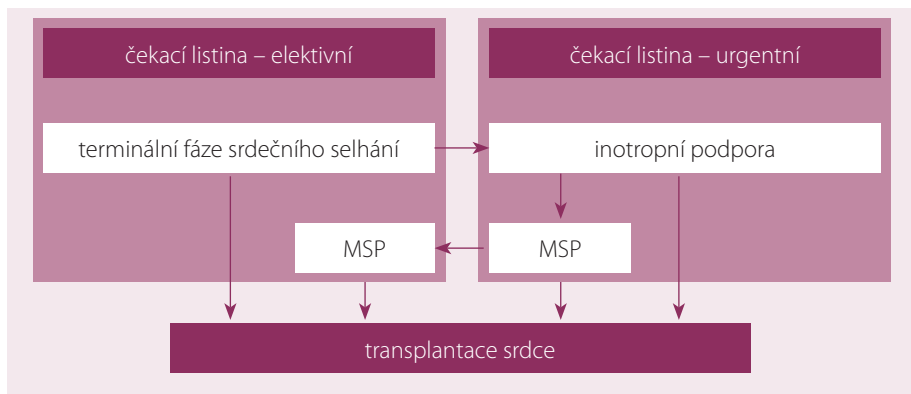 čekací listina – elektivní
čekací listina – urgentní
terminální fáze srdečního selhání
inotropní podpora
MSP
MSP
transplantace srdce